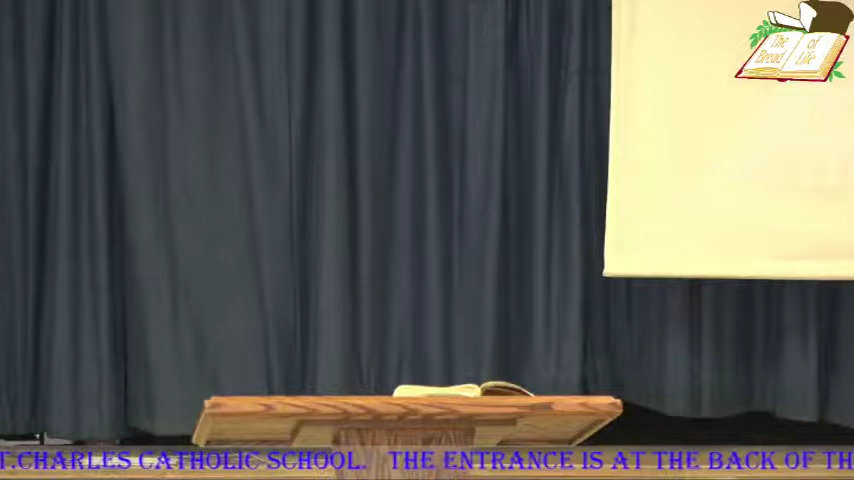 The Bread of Life
T.CHARLES CATHOLIC SCHOOL. THE ENTRANCE IS AT THE BACK OF TH